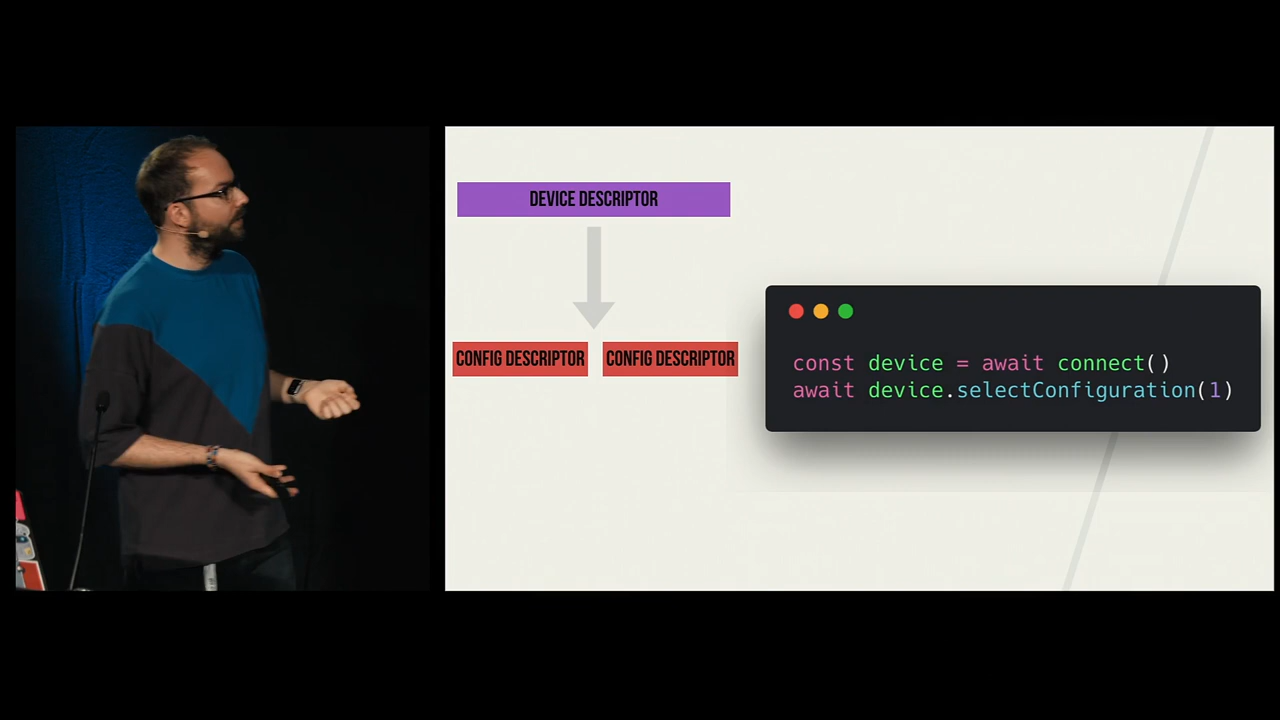 DEVICE DESCRIPTOR
CONFIG DESCRIPTOR
CONFIG DESCRIPTOR
const device = await connect()
await device.selectConfiguration(1)